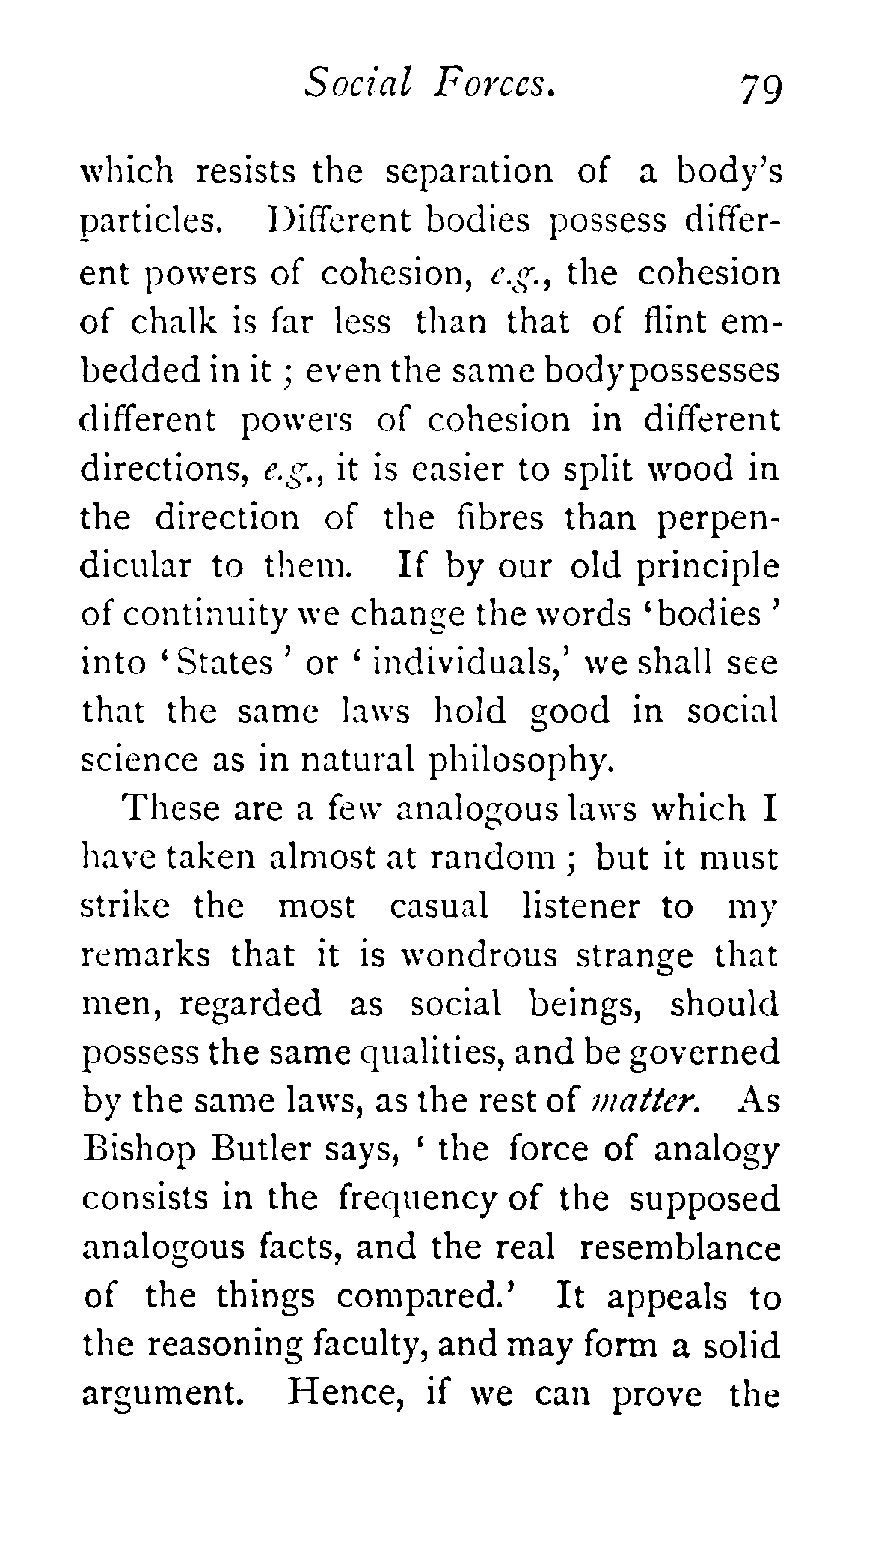 Social Forces. 79
which resists the separation of a body's
particles. Different bodies possess differ-
ent powers of cohesion, e.g., the cohesion
of chalk is far less than that of flint em-
bedded in it ; even the same body possesses
different powers of cohesion in different
directions, e.g., it is easier to split wood in
the direction of the fibres than perpen-
dicular to them. If by our old principle
of continuity we change the words ‘bodies ’
into ‘ States ’ or ‘ individuals,’ we shall see
that the same laws hold good in social
science as in natural philosophy.
These are a few analogous laws which I
have taken almost at random ; but it must
strike the most casual listener to my
remarks that it is wondrous strange that
men, regarded as social beings, should
possess the same qualities, and be governed
by the same laws, as the rest of matter. As
Bishop Butler says, ‘ the force of analogy
consists in the frequency of the supposed
analogous facts, and the real resemblance
of the things compared.’ It appeals to
the reasoning faculty, and may form a solid
argument. Hence, if we can prove the